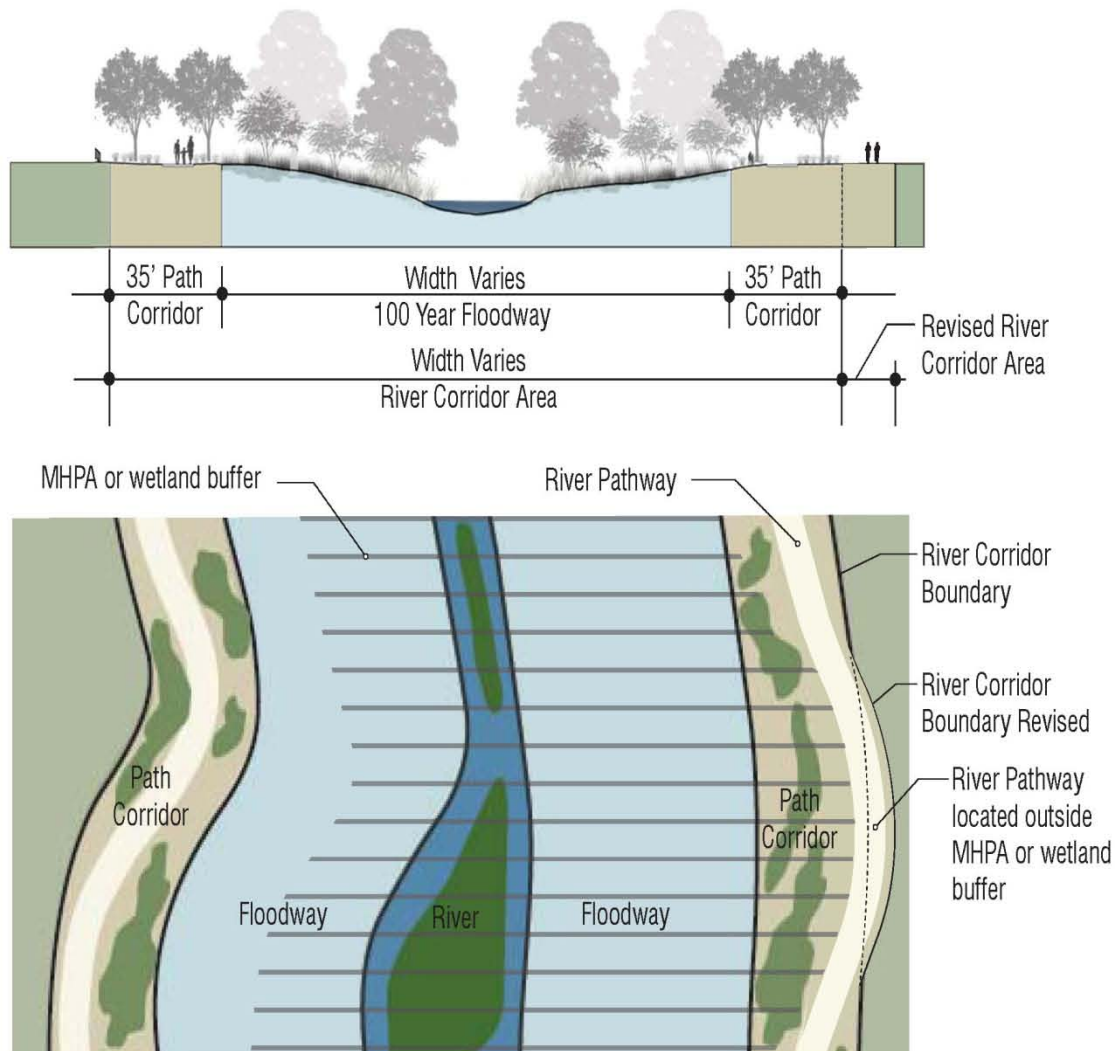 35’ Path
Corridor
Width Varies
100 Year Floodway
35’ Path
Corridor
Revised River
Corridor Area
Width Varies
River Corridor Area
MHPA or wetland buffer
River Pathway
River Corridor
Boundary
River Corridor
Boundary Revised
River Pathway
located outside
MHPA or wetland
buffer
Path
Corridor
Path
Corridor
Floodway
River
Floodway